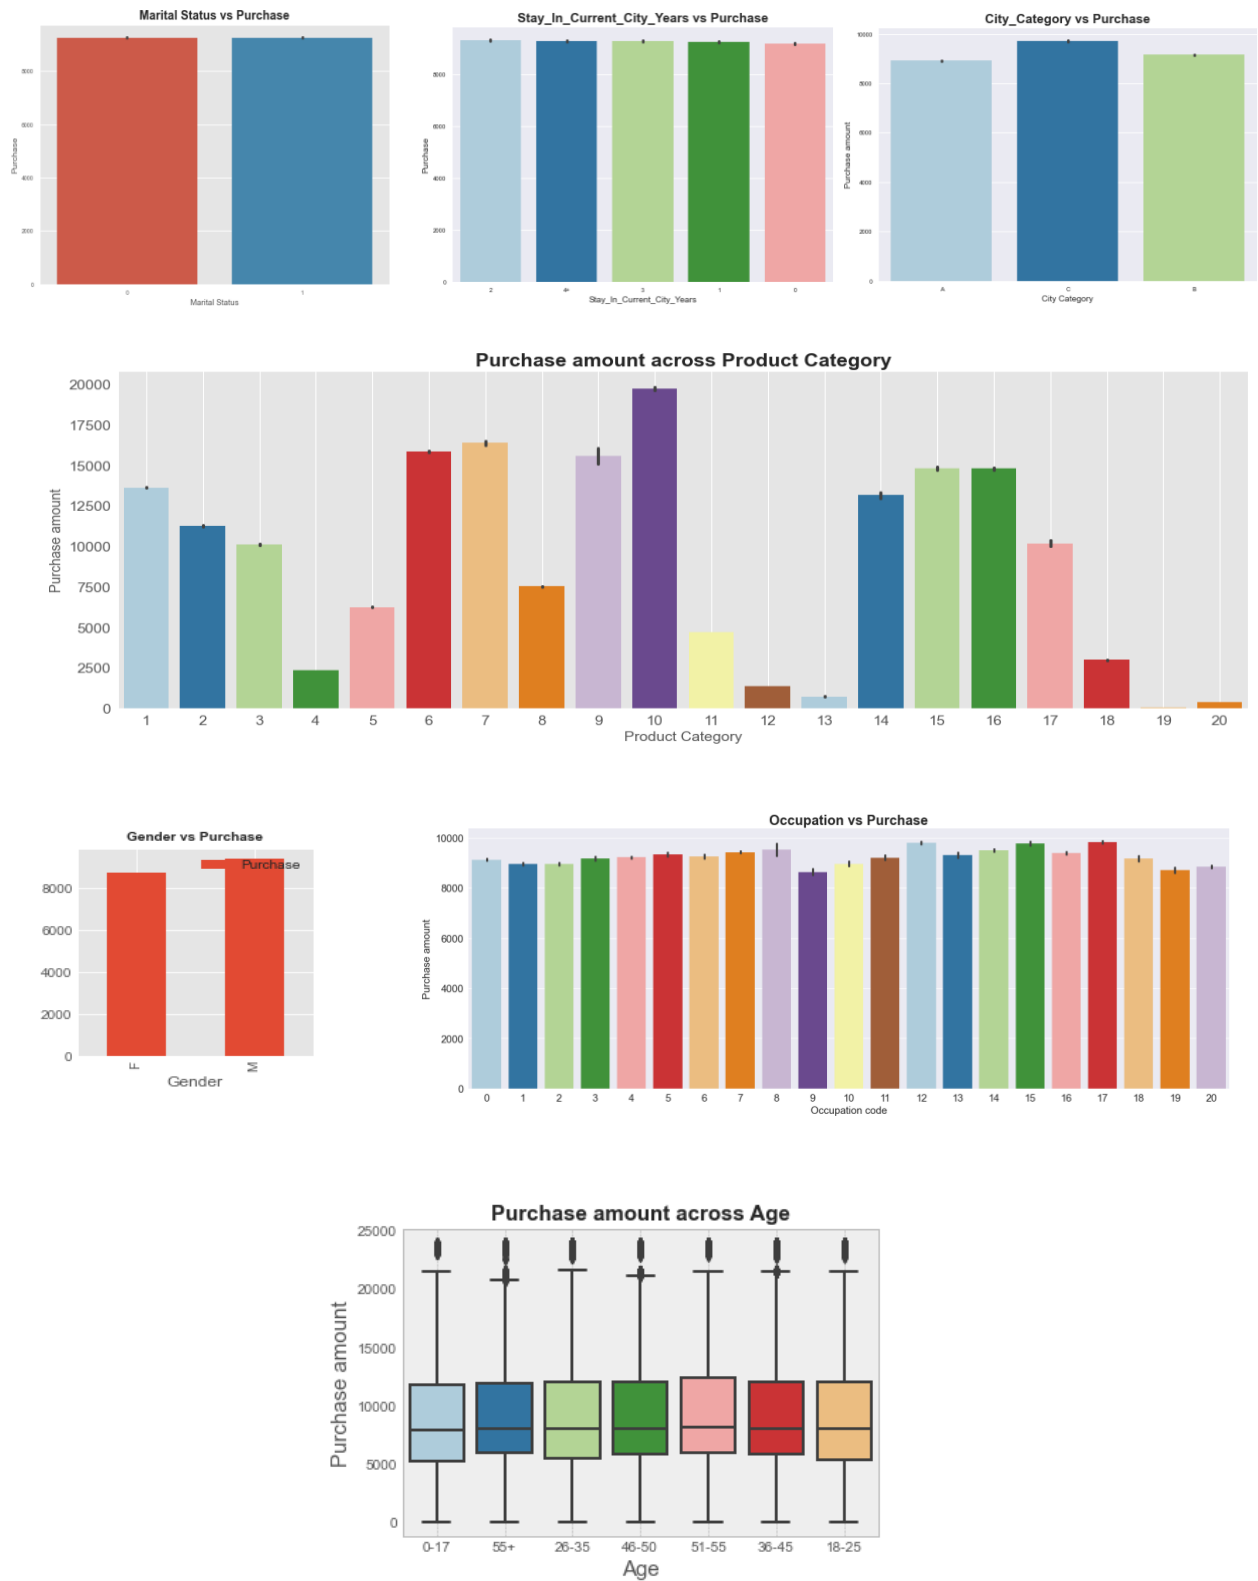 Marital Status vs Purchase
8000
6000
4000
2000
0
Purchase
0 1
Marital Status
Stay_In_Current_City_Years vs Purchase
8000
6000
4000
2000
0
Purchase
2 4+ 3 1 0
Stay_In_Current_City_Years
City_Category vs Purchase
10000
8000
6000
4000
2000
0
Purchase amount
A C B
City Category
Purchase amount across Product Category
20000
17500
15000
12500
10000
7500
5000
2500
0
Purchase amount
1 2 3 4 5 6 7 8 9 10 11 12 13 14 15 16 17 18 19 20
Product Category
Gender vs Purchase
Purchase
8000
6000
4000
2000
0
F M
Gender
Occupation vs Purchase
10000
8000
6000
4000
2000
0
Purchase amount
0 1 2 3 4 5 6 7 8 9 10 11 12 13 14 15 16 17 18 19 20
Occupation code
Purchase amount across Age
25000
20000
15000
10000
5000
0
Purchase amount
0-17 55+ 26-35 46-50 51-55 36-45 18-25
Age